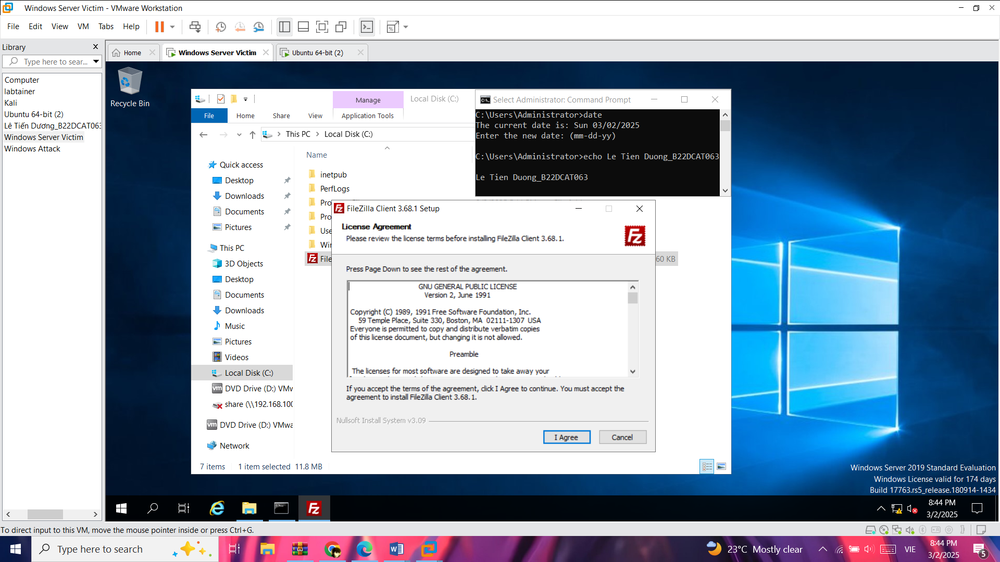 Windows Server Victim - VMware Workstation
File Edit View VM Tabs Help
Library
Type here to sear...
Computer
labtainer
Kali
Ubuntu 64-bit (2)
Lê Tiến Dương_B22DCAT063
Windows Server Victim
Windows Attack
Home
Windows Server Victim
Ubuntu 64-bit (2)
Recycle Bin
Manage
Local Disk (C:)
File Home Share View Application Tools
This PC > Local Disk (C:)
Name
Quick access
Desktop
Downloads
Documents
Pictures
This PC
3D Objects
Desktop
Documents
Downloads
Music
Pictures
Videos
Local Disk (C:)
DVD Drive (D:) VMw
share (\\192.168.100
DVD Drive (D:) VMwa
Network
inetpub
PerfLogs
Pro
Pro
Use
Wir
File
60 KB
7 items 1 item selected 11.8 MB
Select Administrator: Command Prompt
C:\Users\Administrator>date
The current date is: Sun 03/02/2025
Enter the new date: (mm-dd-yy)
C:\Users\Administrator>echo Le Tien Duong_B22DCAT063
Le Tien Duong_B22DCAT063
FileZilla Client 3.68.1 Setup
License Agreement
Please review the license terms before installing FileZilla Client 3.68.1.
Press Page Down to see the rest of the agreement.
GNU GENERAL PUBLIC LICENSE
Version 2, June 1991
Copyright (C) 1989, 1991 Free Software Foundation, Inc.
59 Temple Place, Suite 330, Boston, MA 02111-1307 USA
Everyone is permitted to copy and distribute verbatim copies
of this license document, but changing it is not allowed.
Preamble
The licenses for most software are designed to take away your
If you accept the terms of the agreement, click I Agree to continue. You must accept the
agreement to install FileZilla Client 3.68.1.
Nullsoft Install System v3.09
I Agree
Cancel
Windows Server 2019 Standard Evaluation
Windows License valid for 174 days
Build 17763.rs5_release.180914-1434
8:44 PM
3/2/2025
To direct input to this VM, move the mouse pointer inside or press Ctrl+G.
Type here to search
23°C Mostly clear
VIE
8:44 PM
3/2/2025
5